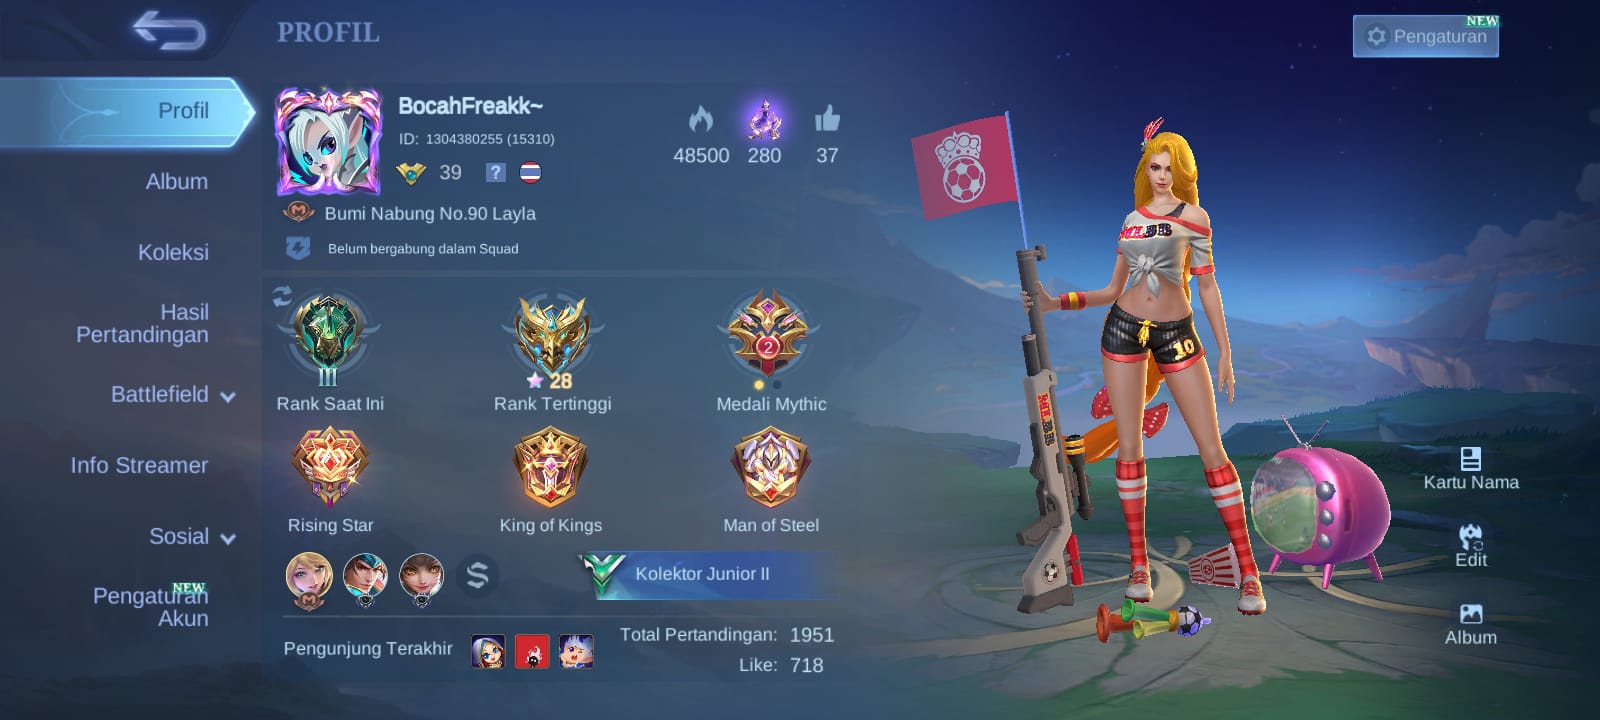 PROFIL
NEW
Pengaturan
Profil
Album
Koleksi
Hasil
Pertandingan
Battlefield
Info Streamer
Sosial
NEW
Pengaturan
Akun
BocahFreakk~
ID: 1304380255 (15310)
39
?
48500
280
37
Bumi Nabung No.90 Layla
Belum bergabung dalam Squad
III
28
2
Rank Saat Ini
Rank Tertinggi
Medali Mythic
Rising Star
King of Kings
Man of Steel
Kolektor Junior II
Pengunjung Terakhir
Total Pertandingan: 1951
Like: 718
MLBB
10
MLBB
Kartu Nama
Edit
Album